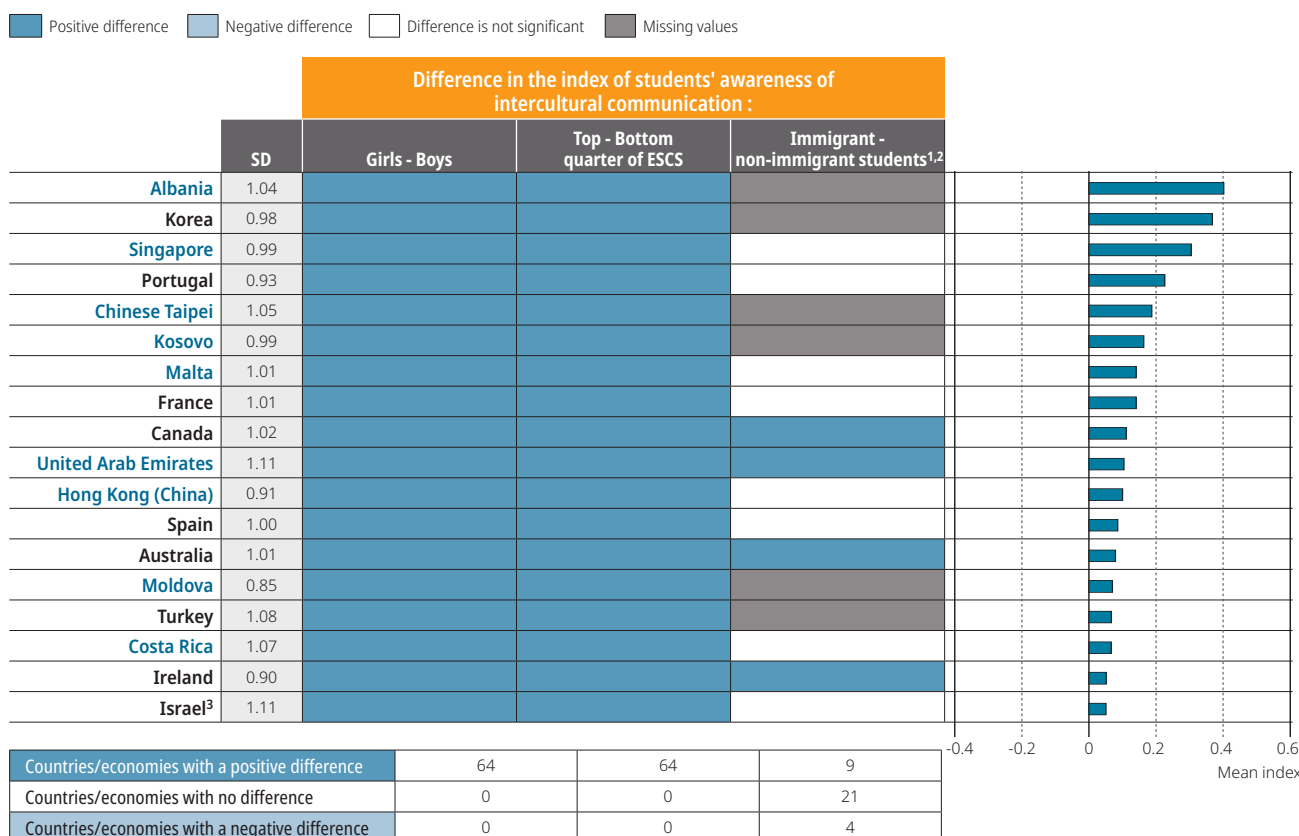 Positive difference Negative difference Difference is not significant Missing values
Difference in the index of students' awareness of
intercultural communication :
SD Girls - Boys Top - Bottom quarter of ESCS Immigrant - non-immigrant students1,2
Albania 1.04
Korea 0.98
Singapore 0.99
Portugal 0.93
Chinese Taipei 1.05
Kosovo 0.99
Malta 1.01
France 1.01
Canada 1.02
United Arab Emirates 1.11
Hong Kong (China) 0.91
Spain 1.00
Australia 1.01
Moldova 0.85
Turkey 1.08
Costa Rica 1.07
Ireland 0.90
Israel3 1.11
-0.4 -0.2 0 0.2 0.4 0.6
Mean index
Countries/economies with a positive difference 64 64 9
Countries/economies with no difference 0 0 21
Countries/economies with a negative difference 0 0 4